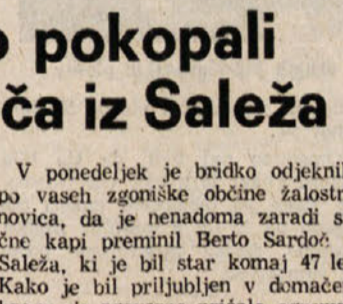 pokopali
ča iz Saleža
V ponedeljek je bridko odjeknil
po vaseh zgoniške občine žalostn
novica, da je nenadoma zaradi s
čne kapi preminil Berto Sardoč
Saleža, ki je bil star komaj 47 le
Kako je bil priljubljen v domače